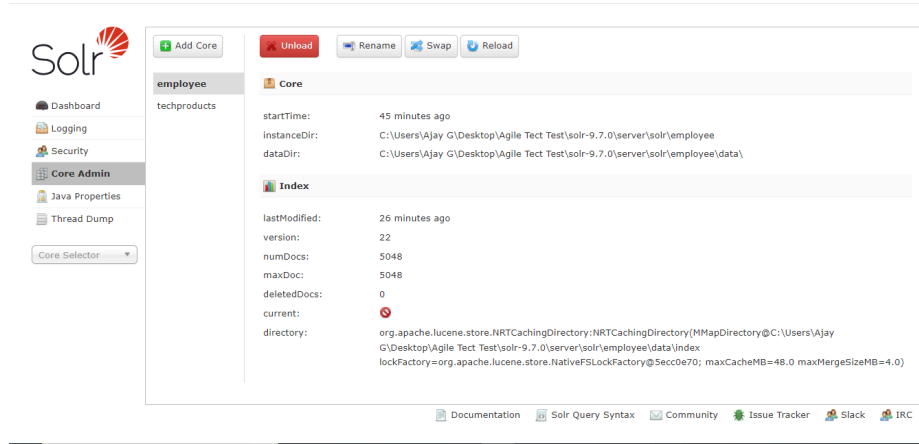 Solr
Dashboard
Logging
Security
Core Admin
Java Properties
Thread Dump
Core Selector
Add Core
employee
techproducts
Unload Rename Swap Reload
Core
startTime: 45 minutes ago
instanceDir: C:\Users\Ajay G\Desktop\Agile Tect Test\solr-9.7.0\server\solr\employee
dataDir: C:\Users\Ajay G\Desktop\Agile Tect Test\solr-9.7.0\server\solr\employee\data\
Index
lastModified: 26 minutes ago
version: 22
numDocs: 5048
maxDoc: 5048
deletedDocs: 0
current:
directory: org.apache.lucene.store.NRTCachingDirectory:NRTCachingDirectory(MMapDirectory@C:\Users\Ajay
G\Desktop\Agile Tect Test\solr-9.7.0\server\solr\employee\data\index
lockFactory=org.apache.lucene.store.NativeFSLockFactory@5ecc0e70; maxCacheMB=48.0 maxMergeSizeMB=4.0)
Documentation Solr Query Syntax Community Issue Tracker Slack IRC